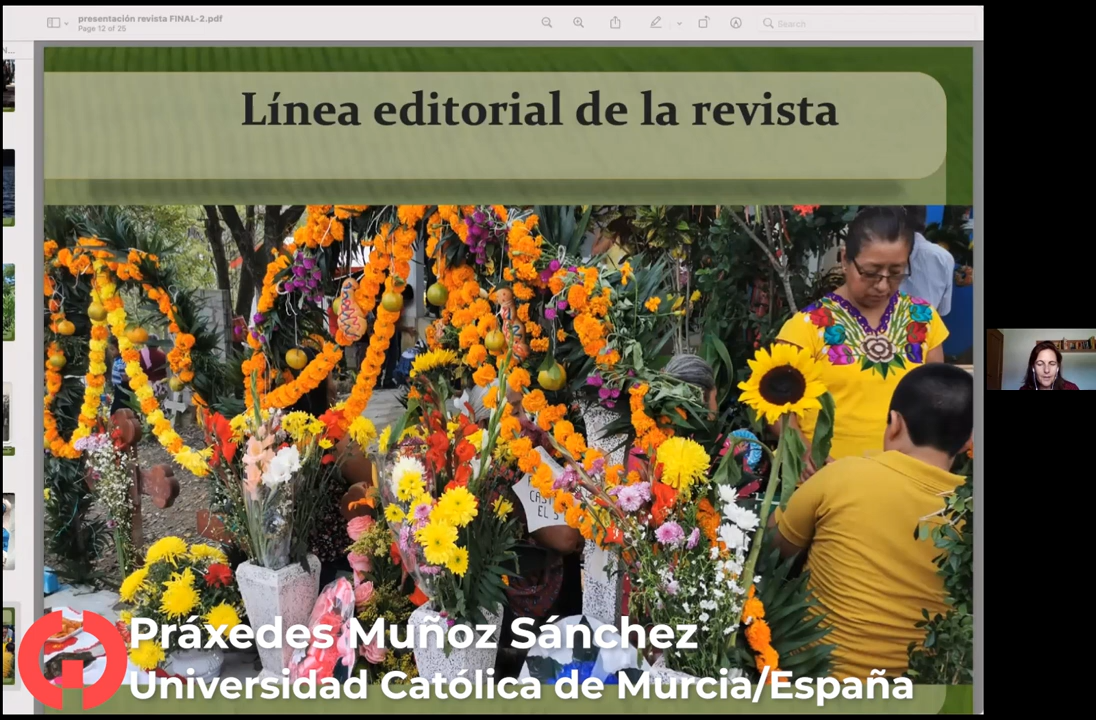 presentación revista FINAL-2.pdf
Page 12 of 25
Search
Línea editorial de la revista
Práxedes Muñoz Sánchez
Universidad Católica de Murcia/España